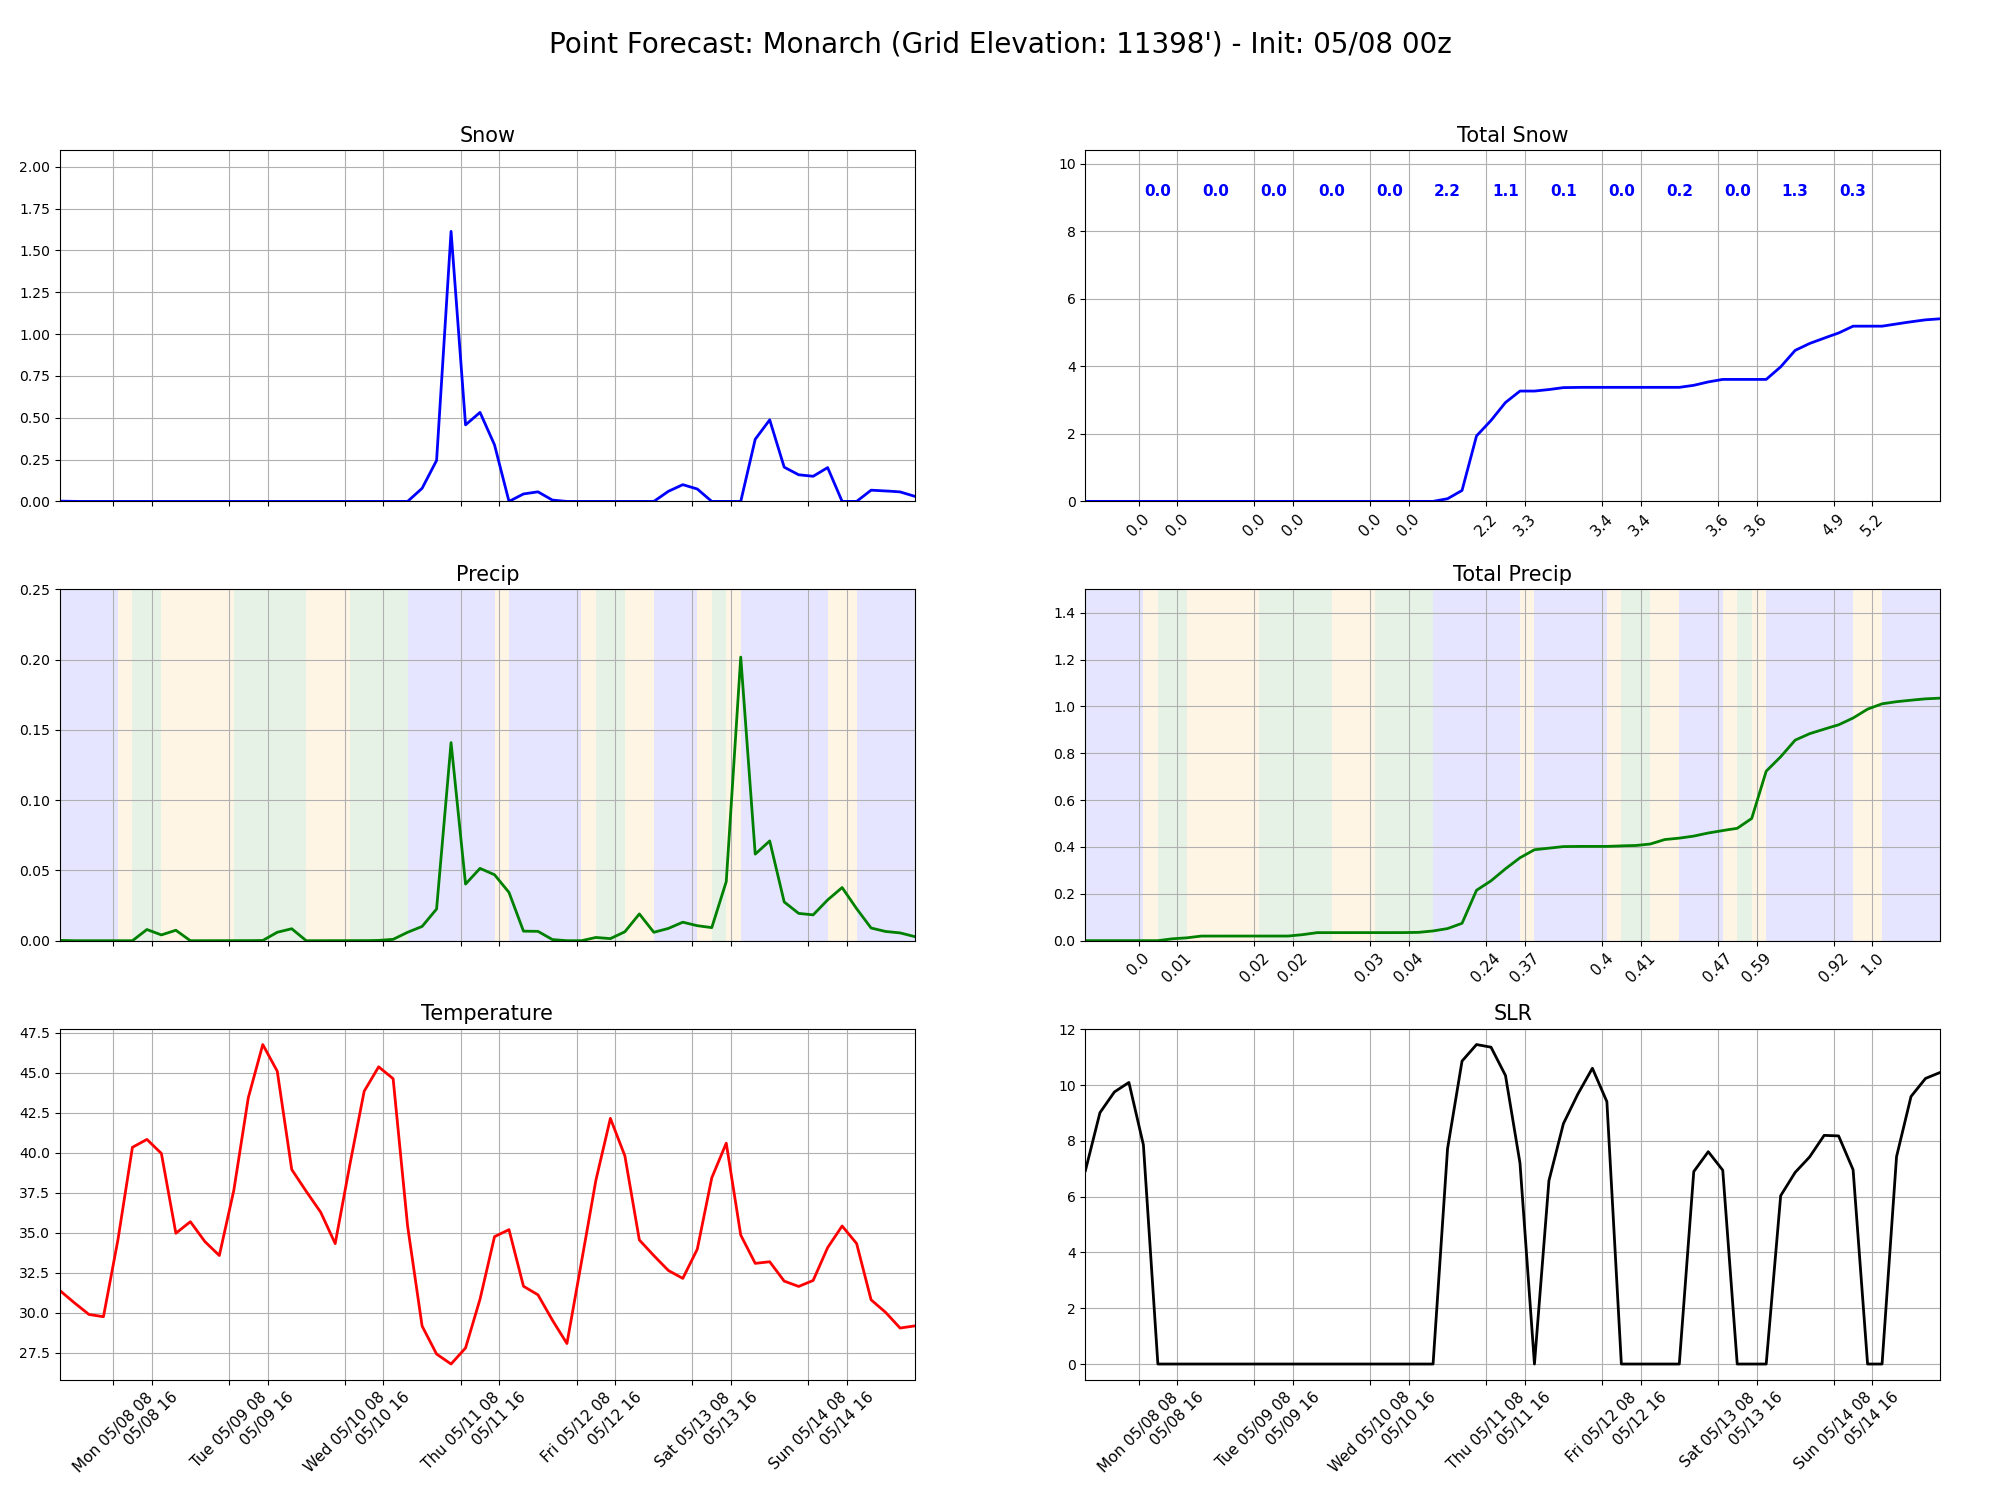 Point Forecast: Monarch (Grid Elevation: 11398') - Init: 05/08 00z
Snow
2.00
1.75
1.50
1.25
1.00
0.75
0.50
0.25
0.00
Total Snow
10
8
6
4
2
0
0.0 0.0 0.0 0.0 0.0 2.2 1.1 0.1 0.0 0.2 0.0 1.3 0.3
0.0 0.0 0.0 0.0 0.0 0.0 2.2 3.3 3.4 3.4 3.6 3.6 4.9 5.2
Precip
0.25
0.20
0.15
0.10
0.05
0.00
Total Precip
1.4
1.2
1.0
0.8
0.6
0.4
0.2
0.0
0.0 0.01 0.02 0.02 0.03 0.04 0.24 0.37 0.4 0.41 0.47 0.59 0.92 1.0
Temperature
47.5
45.0
42.5
40.0
37.5
35.0
32.5
30.0
27.5
Mon 05/08 08
05/08 16
Tue 05/09 08
05/09 16
Wed 05/10 08
05/10 16
Thu 05/11 08
05/11 16
Fri 05/12 08
05/12 16
Sat 05/13 08
05/13 16
Sun 05/14 08
05/14 16
SLR
12
10
8
6
4
2
0
Mon 05/08 08
05/08 16
Tue 05/09 08
05/09 16
Wed 05/10 08
05/10 16
Thu 05/11 08
05/11 16
Fri 05/12 08
05/12 16
Sat 05/13 08
05/13 16
Sun 05/14 08
05/14 16